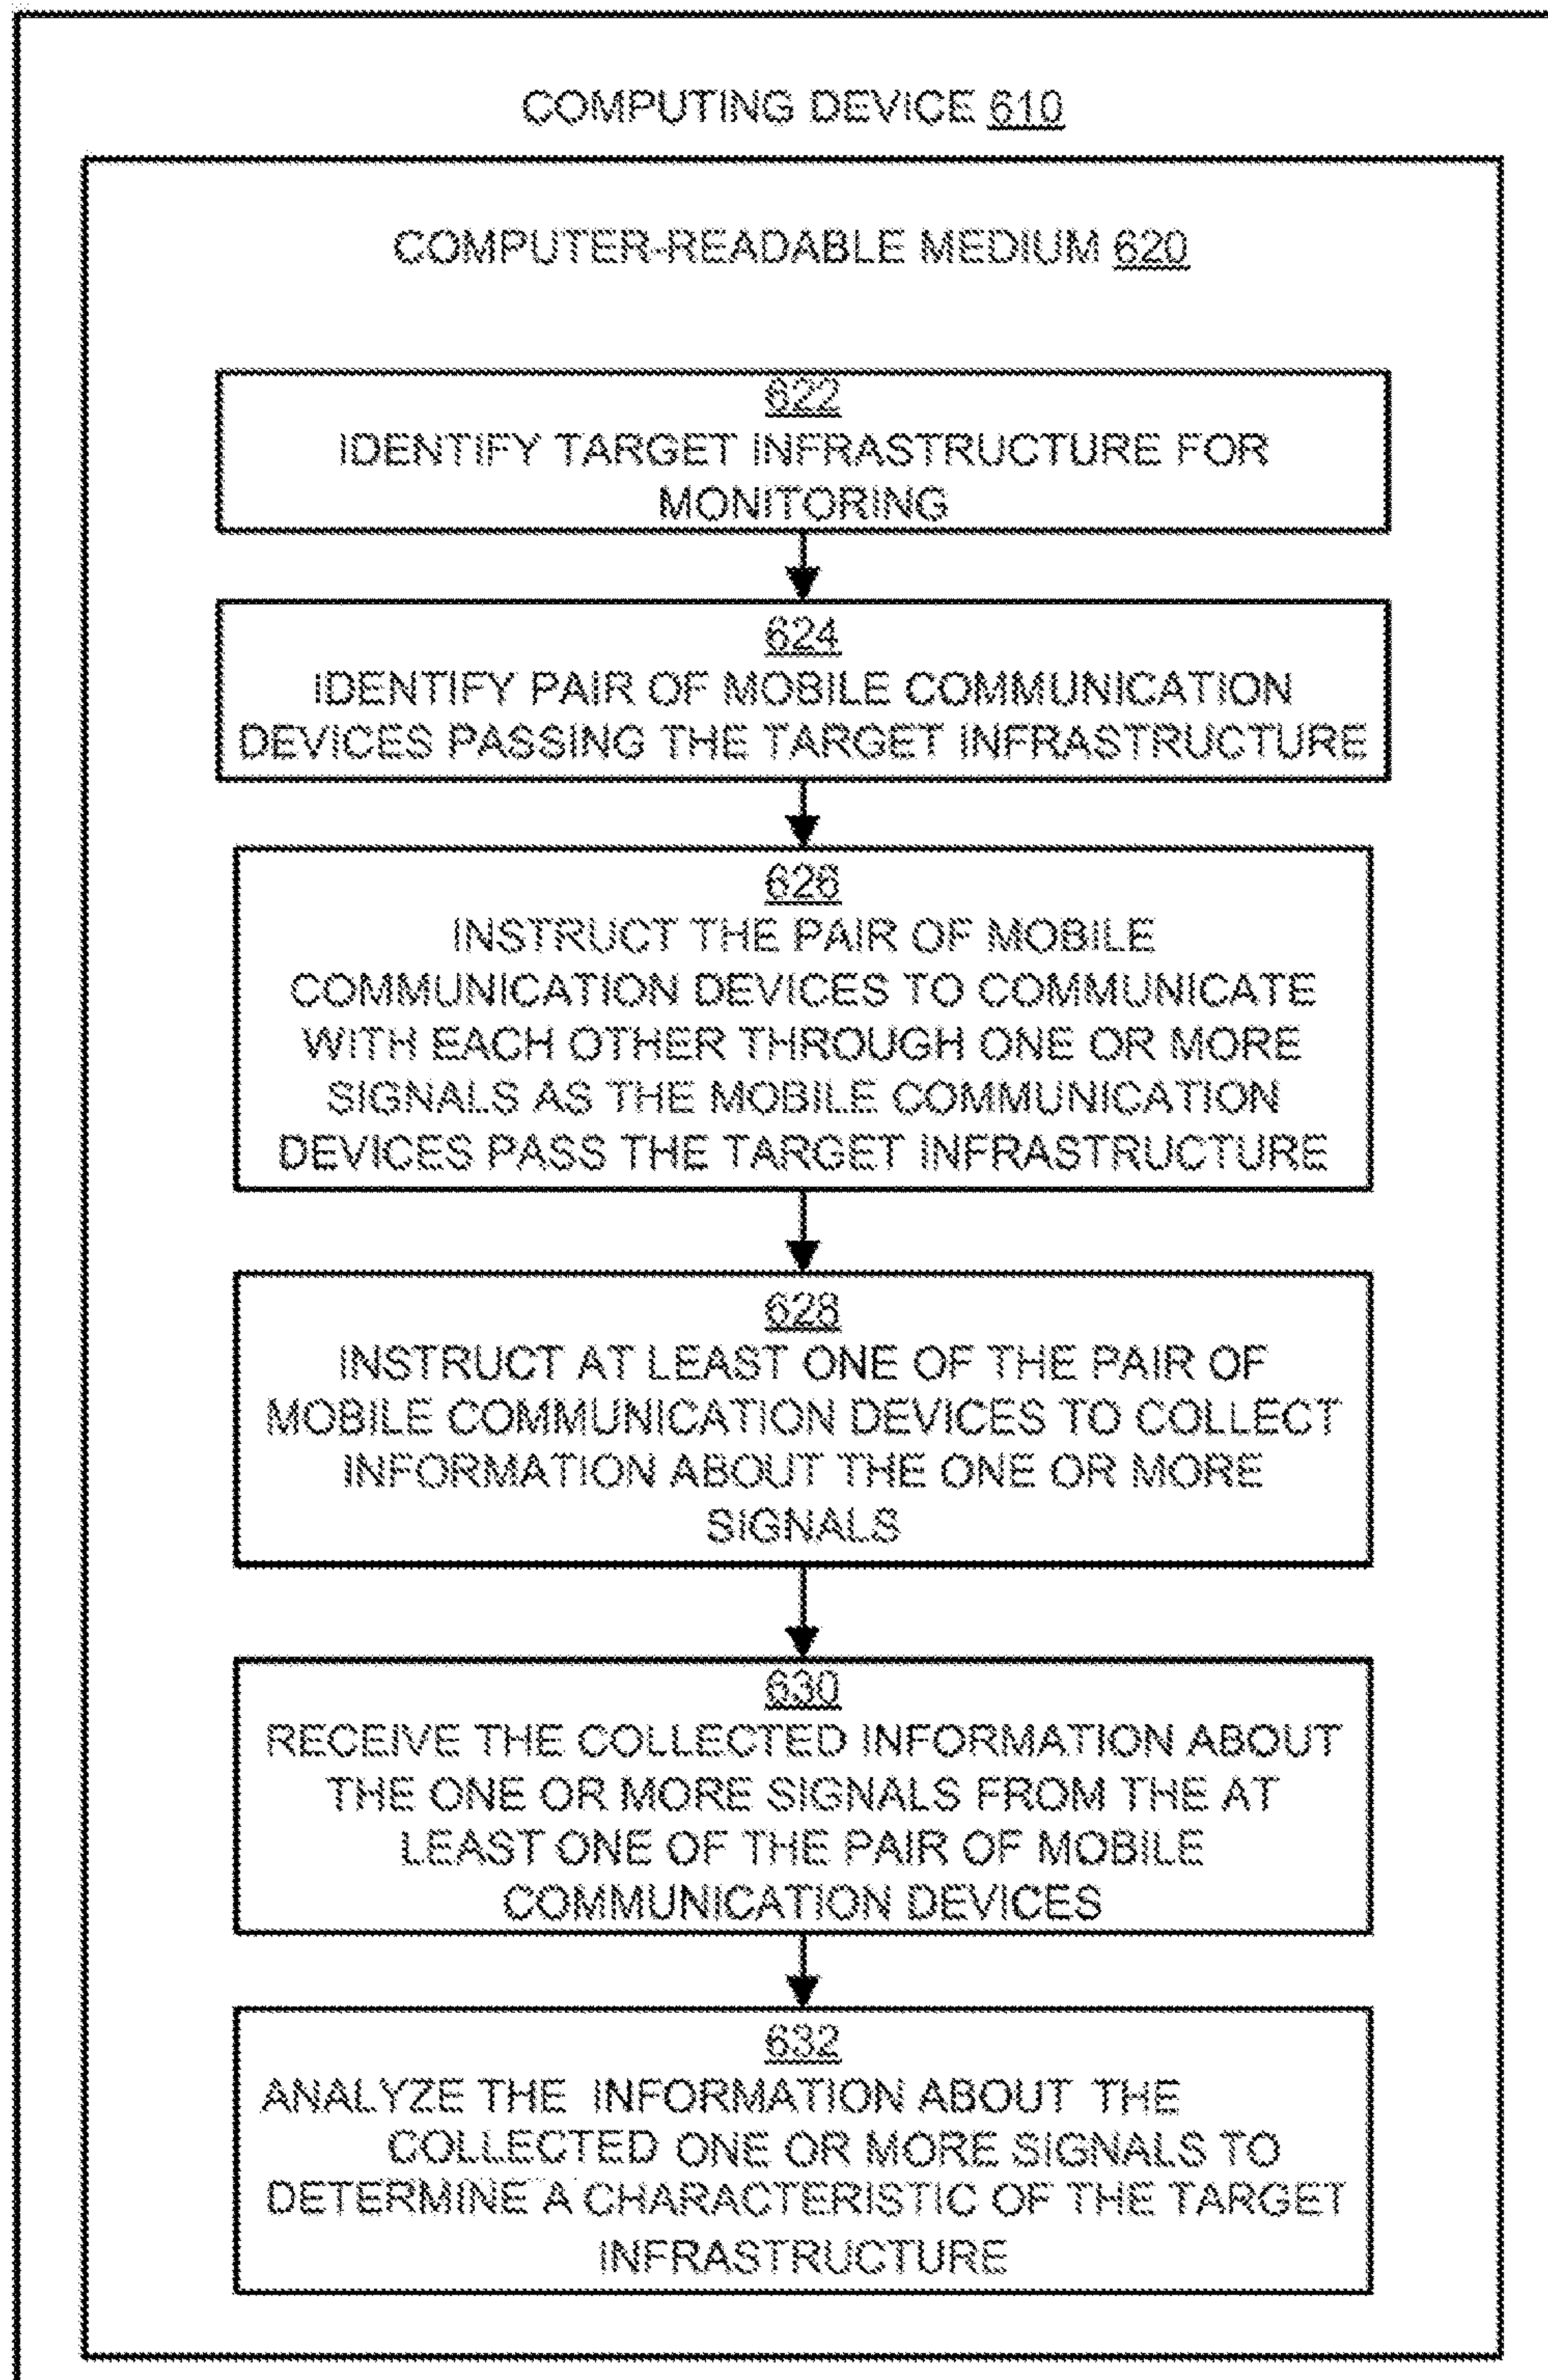 COMPUTING DEVICE 610
COMPUTER-READABLE MEDIUM 620
622
IDENTIFY TARGET INFRASTRUCTURE FOR
MONITORING
624
IDENTIFY PAIR OF MOBILE COMMUNICATION
DEVICES PASSING THE TARGET INFRASTRUCTURE
626
INSTRUCT THE PAIR OF MOBILE
COMMUNICATION DEVICES TO COMMUNICATE
WITH EACH OTHER THROUGH ONE OR MORE
SIGNALS AS THE MOBILE COMMUNICATION
DEVICES PASS THE TARGET INFRASTRUCTURE
628
INSTRUCT AT LEAST ONE OF THE PAIR OF
MOBILE COMMUNICATION DEVICES TO COLLECT
INFORMATION ABOUT THE ONE OR MORE
SIGNALS
630
RECEIVE THE COLLECTED INFORMATION ABOUT
THE ONE OR MORE SIGNALS FROM THE AT
LEAST ONE OF THE PAIR OF MOBILE
COMMUNICATION DEVICES
632
ANALYZE THE INFORMATION ABOUT THE
COLLECTED ONE OR MORE SIGNALS TO
DETERMINE A CHARACTERISTIC OF THE TARGET
INFRASTRUCTURE